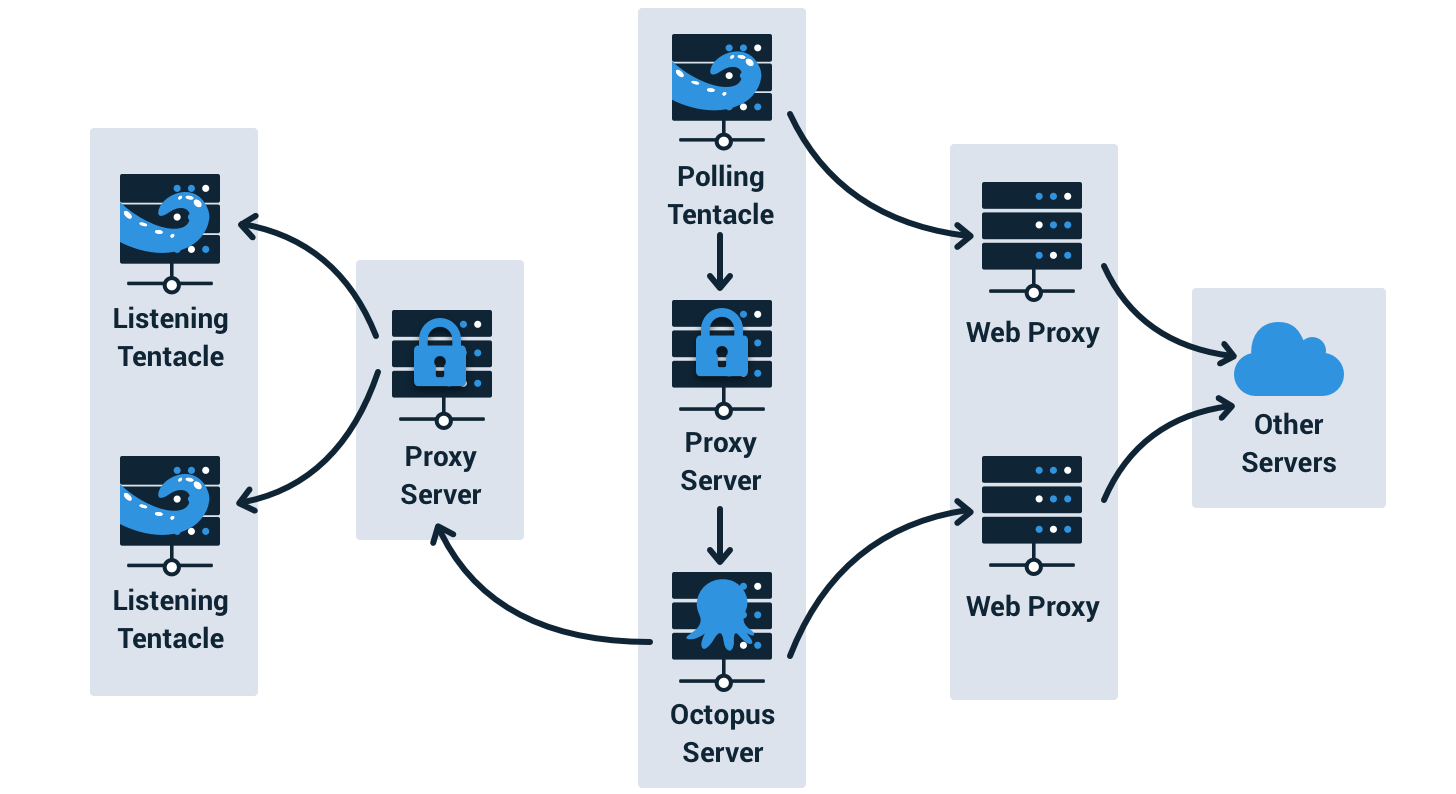 Listening
Tentacle
Listening
Tentacle
Proxy
Server
Polling
Tentacle
Proxy
Server
Octopus
Server
Web Proxy
Web Proxy
Other
Servers